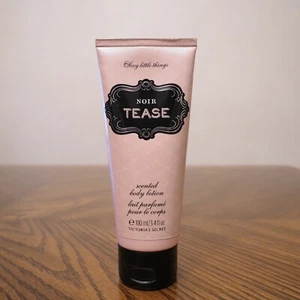 Sexy little things
NOIR
TEASE
scented
body lotion
lait parfumé
pour le corps
℮ 100 ml/3.4 fl oz
VICTORIA'S SECRET